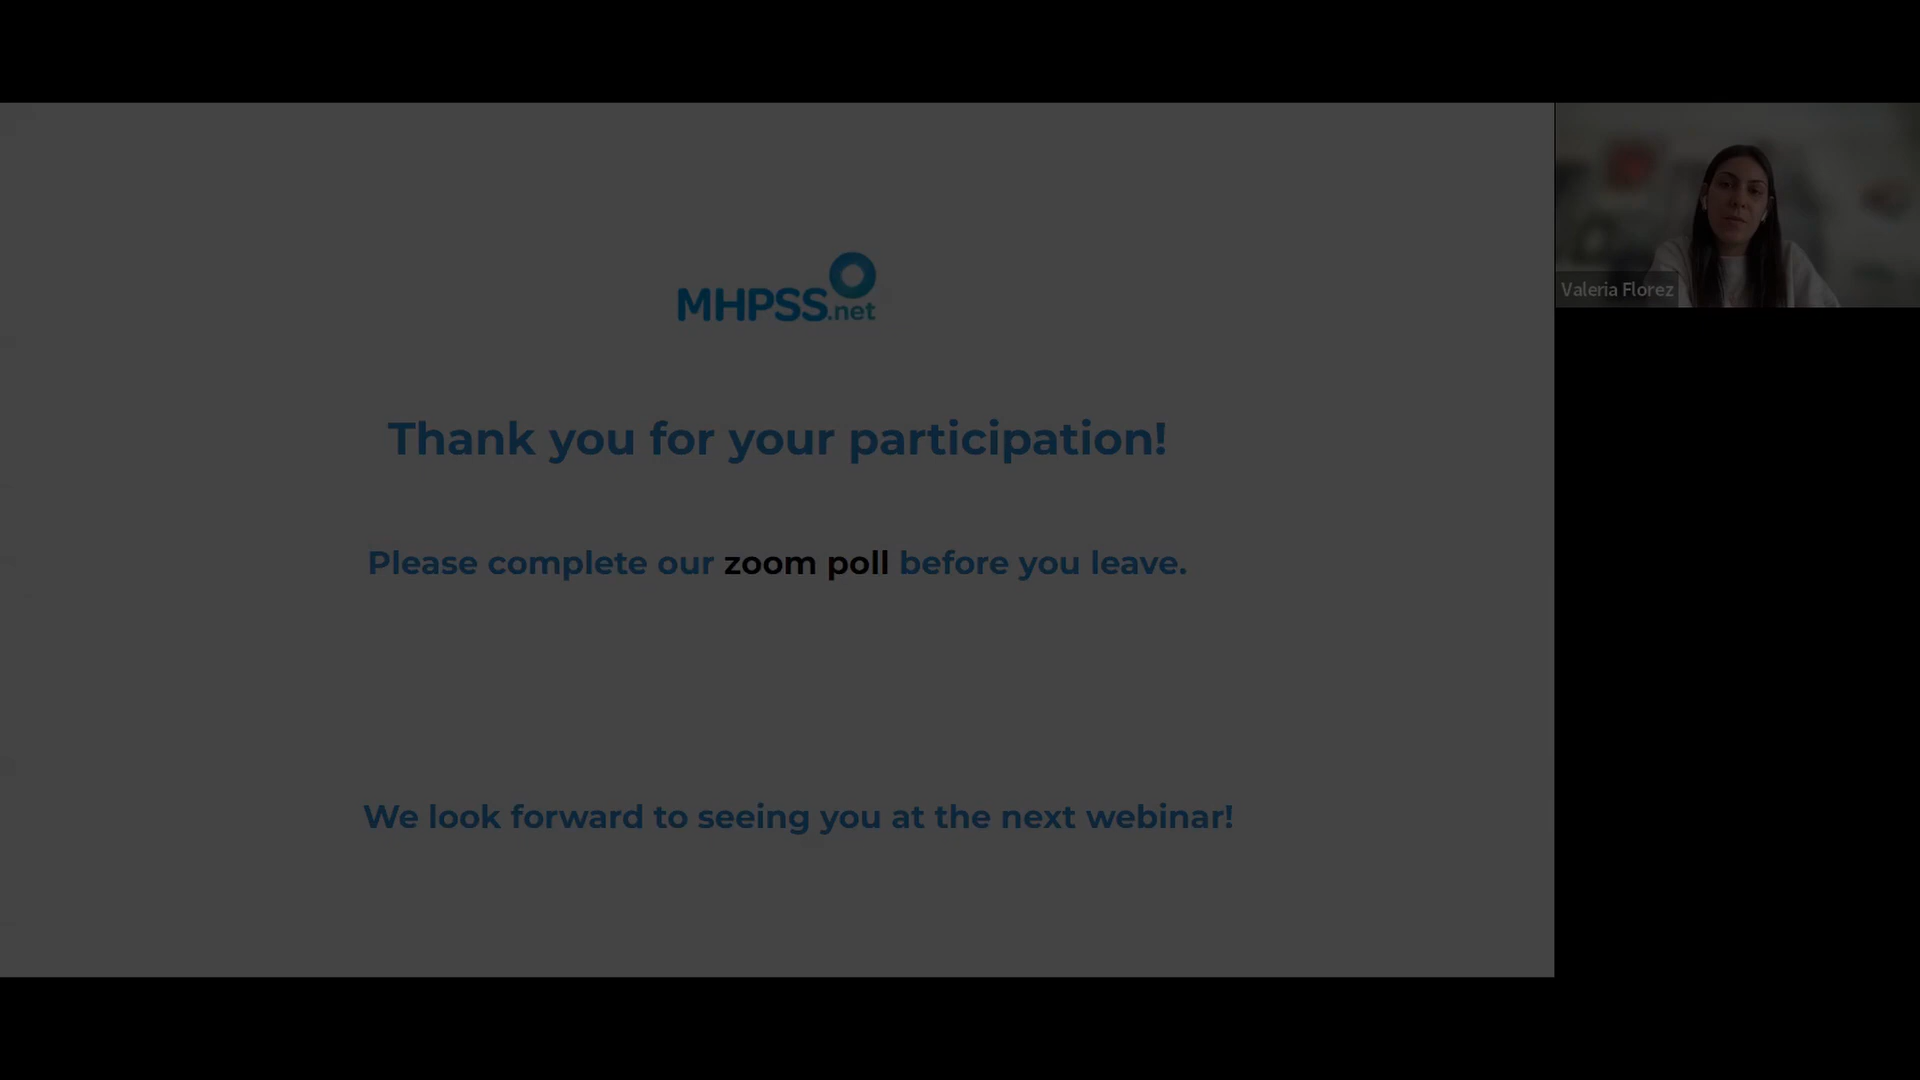 MHPSS.net
Thank you for your participation!
Please complete our zoom poll before you leave.
We look forward to seeing you at the next webinar!
Valeria Florez